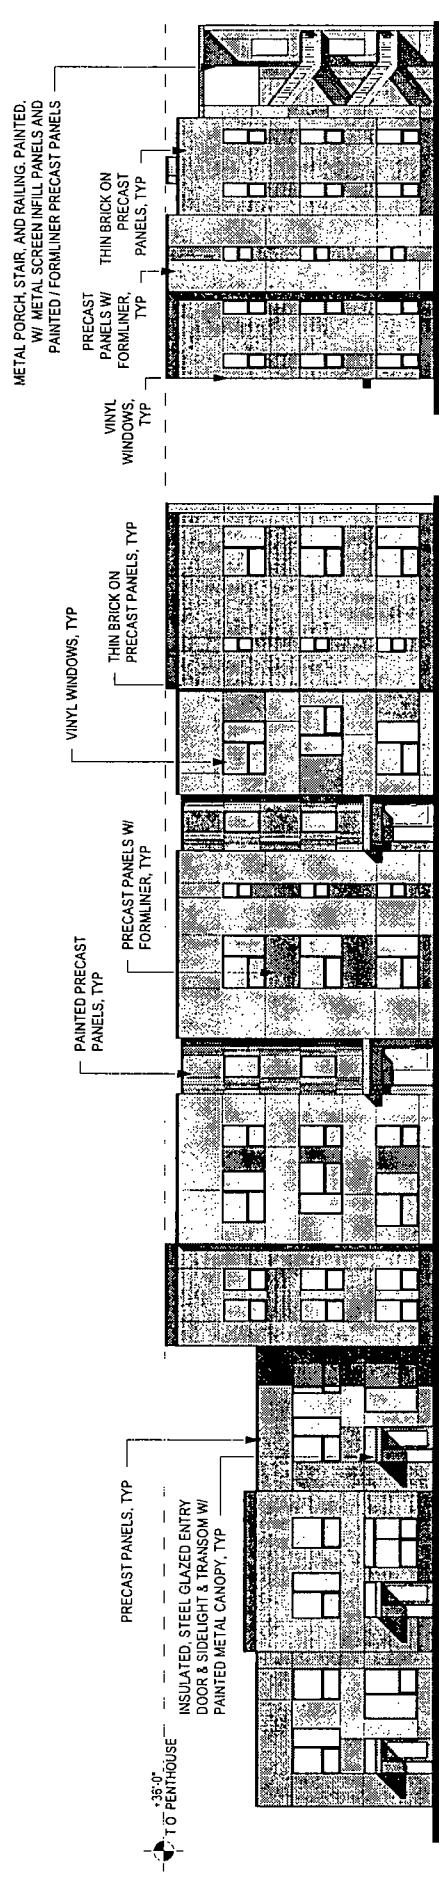 +36'-0"
TO PENTHOUSE
PRECAST PANELS, TYP
INSULATED, STEEL GLAZED ENTRY
DOOR & SIDELIGHT & TRANSOM W/
PAINTED METAL CANOPY, TYP
PAINTED PRECAST
PANELS, TYP
PRECAST PANELS W/
FORMLINER, TYP
VINYL WINDOWS, TYP
THIN BRICK ON
PRECAST PANELS, TYP
VINYL
WINDOWS,
TYP
PRECAST
PANELS W/
FORMLINER,
TYP
THIN BRICK ON
PRECAST
PANELS, TYP
METAL PORCH, STAIR, AND RAILING, PAINTED,
W/ METAL SCREEN INFILL PANELS AND
PAINTED / FORMLINER PRECAST PANELS